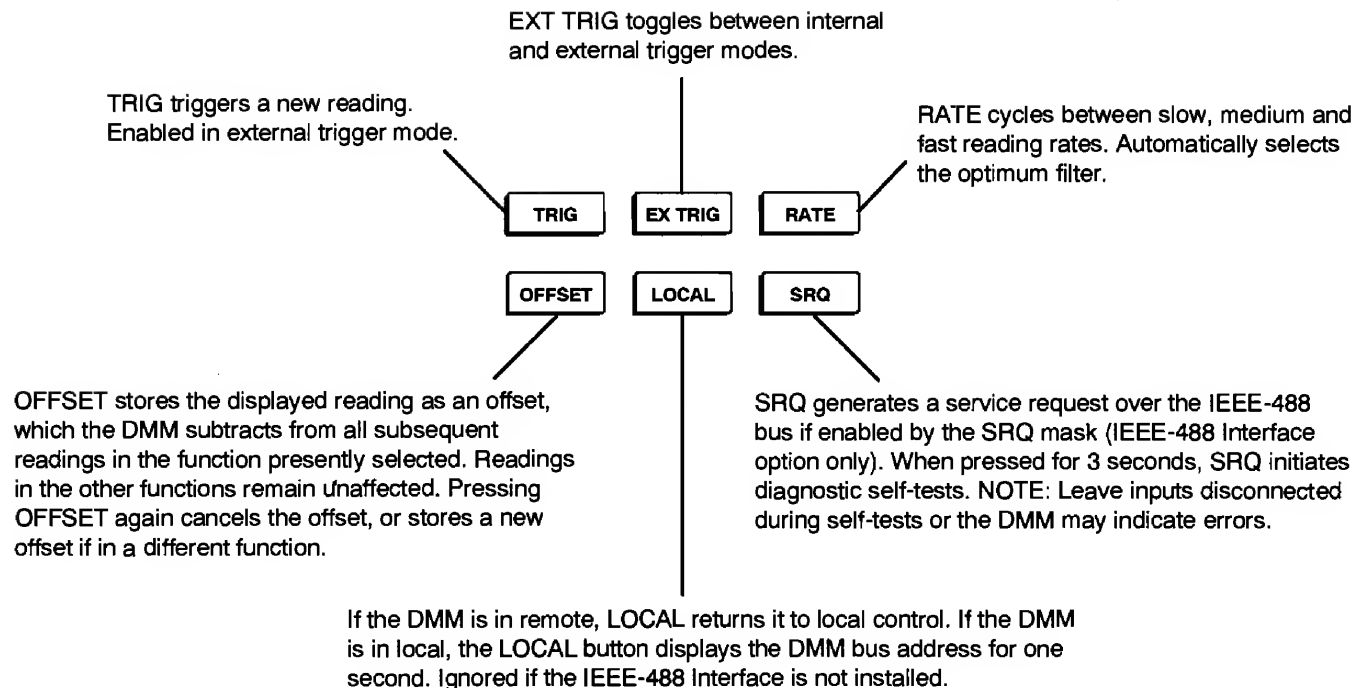 EXT TRIG toggles between internal
and external trigger modes.
TRIG triggers a new reading.
Enabled in external trigger mode.
RATE cycles between slow, medium and
fast reading rates. Automatically selects
the optimum filter.
TRIG
EX TRIG
RATE
OFFSET
LOCAL
SRQ
OFFSET stores the displayed reading as an offset,
which the DMM subtracts from all subsequent
readings in the function presently selected. Readings
in the other functions remain unaffected. Pressing
OFFSET again cancels the offset, or stores a new
offset if in a different function.
SRQ generates a service request over the IEEE-488
bus if enabled by the SRQ mask (IEEE-488 Interface
option only). When pressed for 3 seconds, SRQ initiates
diagnostic self-tests. NOTE: Leave inputs disconnected
during self-tests or the DMM may indicate errors.
If the DMM is in remote, LOCAL returns it to local control. If the DMM
is in local, the LOCAL button displays the DMM bus address for one
second. Ignored if the IEEE-488 Interface is not installed.